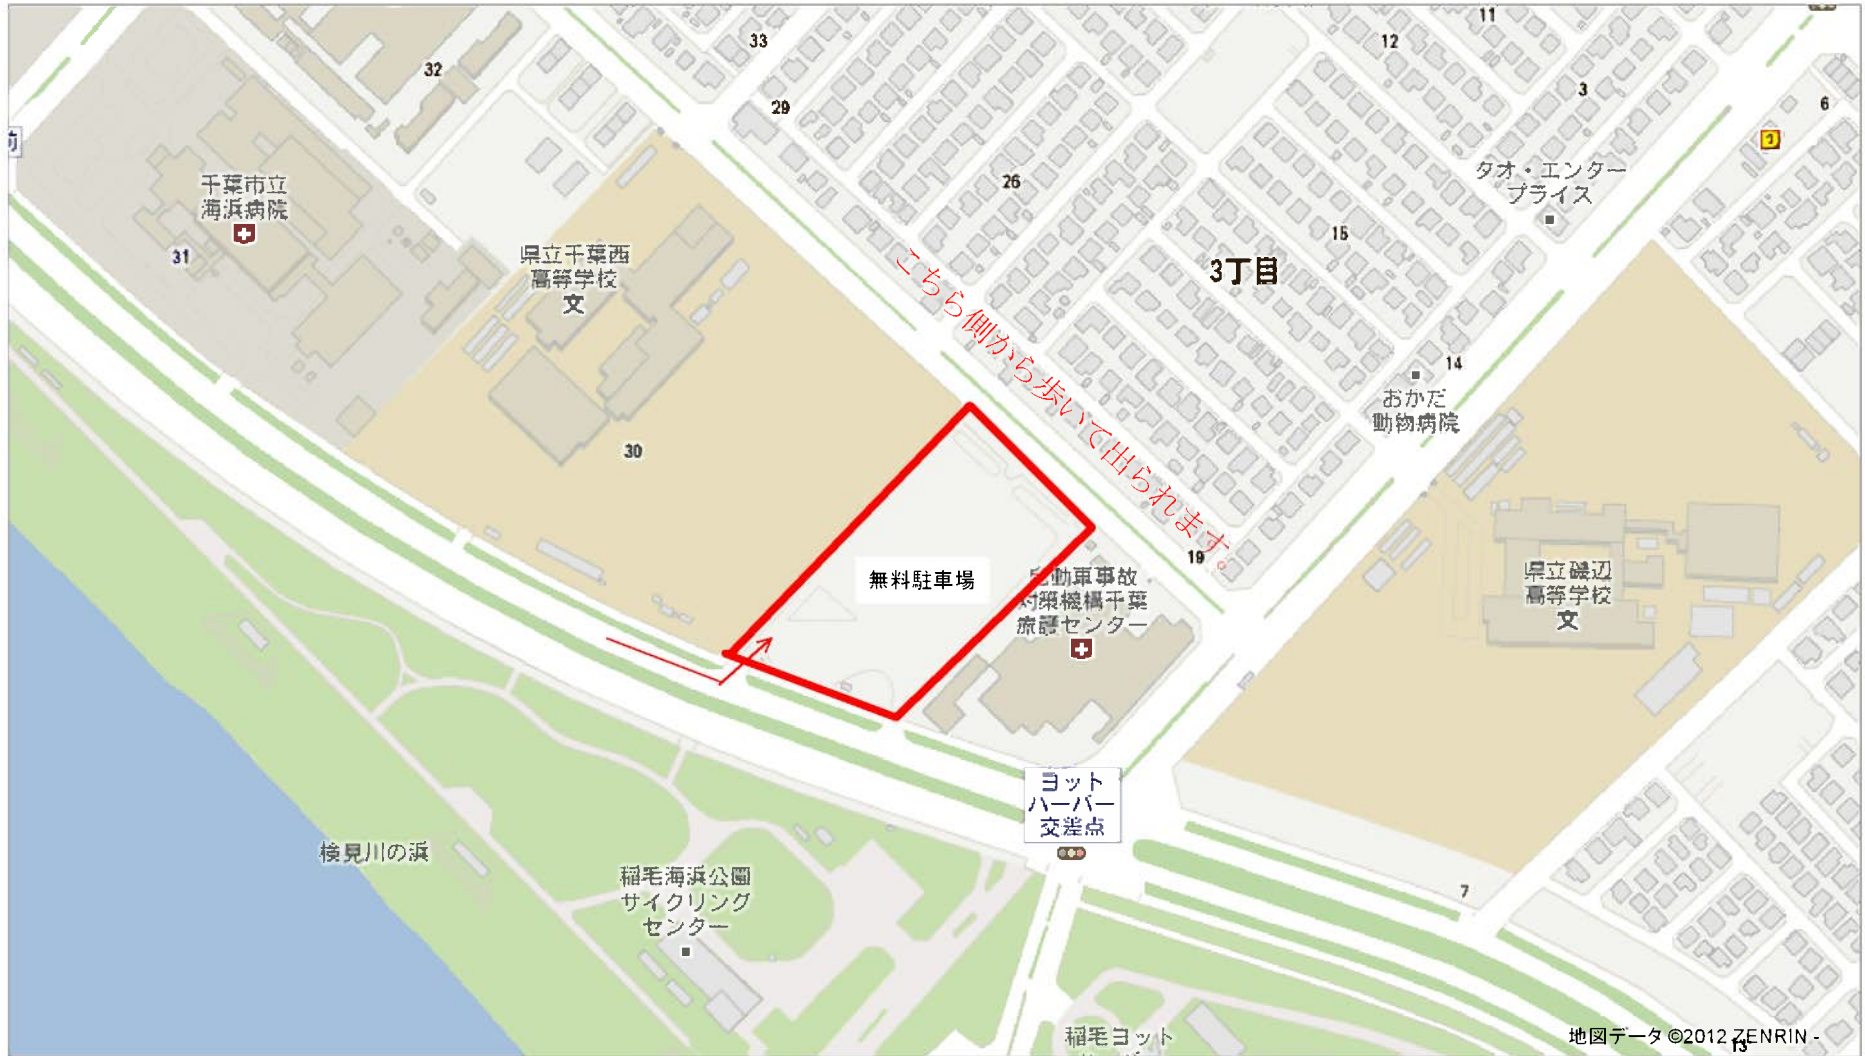 11
33
12
32
3
29
6
前
千葉市立
海浜病院
26
タオ・エンター
プライス
15
31
県立千葉西
高等学校
文
3丁目
こちら側から歩いて出られます。
14
おかだ
動物病院
30
19
無料駐車場
自動車事故
対策機構千葉
療護センター
県立磯辺
高等学校
文
ヨット
ハーバー
交差点
検見川の浜
稲毛海浜公園
サイクリング
センター
7
稲毛ヨット
地図データ ©2012 ZENRIN -
13